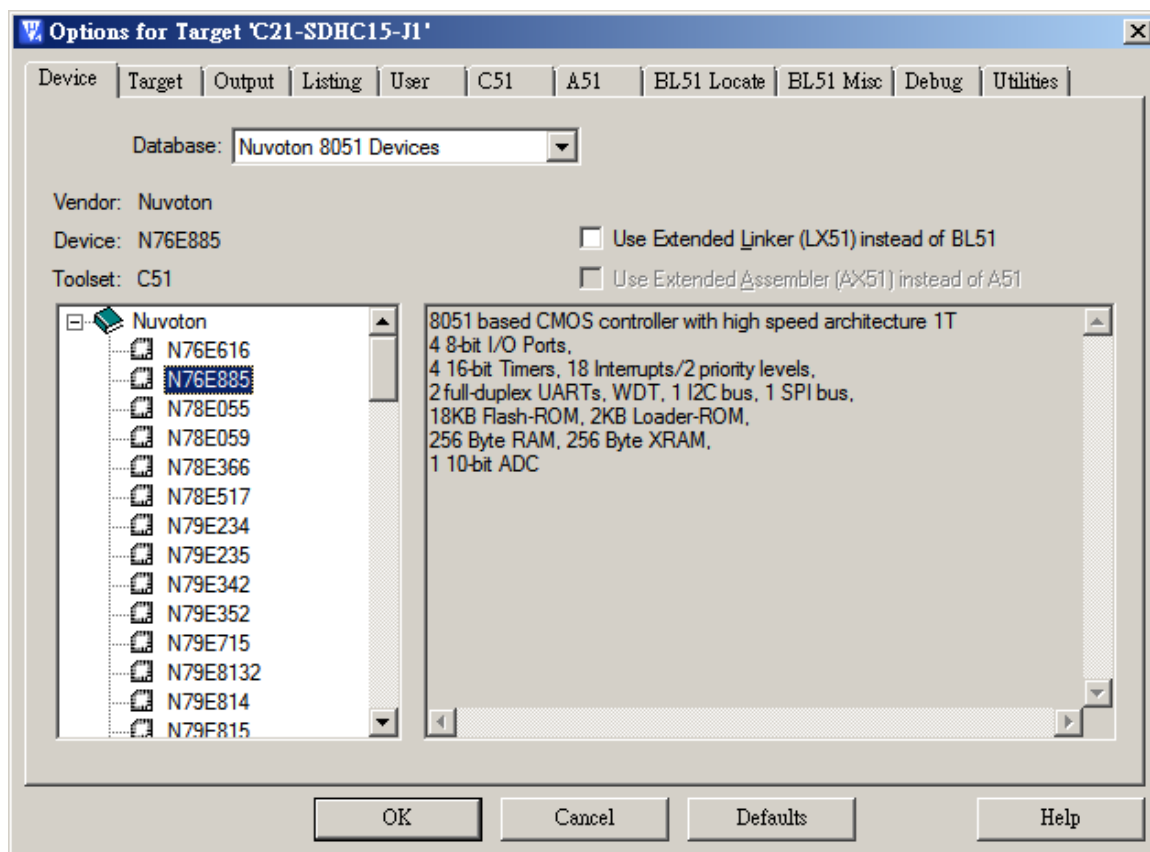 Options for Target 'C21-SDHC15-J1'
Device Target Output Listing User C51 A51 BL51 Locate BL51 Misc Debug Utilities
Database: Nuvoton 8051 Devices
Vendor: Nuvoton
Device: N76E885
Use Extended Linker (LX51) instead of BL51
Toolset: C51
Use Extended Assembler (AX51) instead of A51
Nuvoton
N76E616
N76E885
N78E055
N78E059
N78E366
N78E517
N79E234
N79E235
N79E342
N79E352
N79E715
N79E8132
N79E814
N79E815
8051 based CMOS controller with high speed architecture 1T
4 8-bit I/O Ports,
4 16-bit Timers, 18 Interrupts/2 priority levels,
2 full-duplex UARTs, WDT, 1 I2C bus, 1 SPI bus,
18KB Flash-ROM, 2KB Loader-ROM,
256 Byte RAM, 256 Byte XRAM,
1 10-bit ADC
OK Cancel Defaults Help